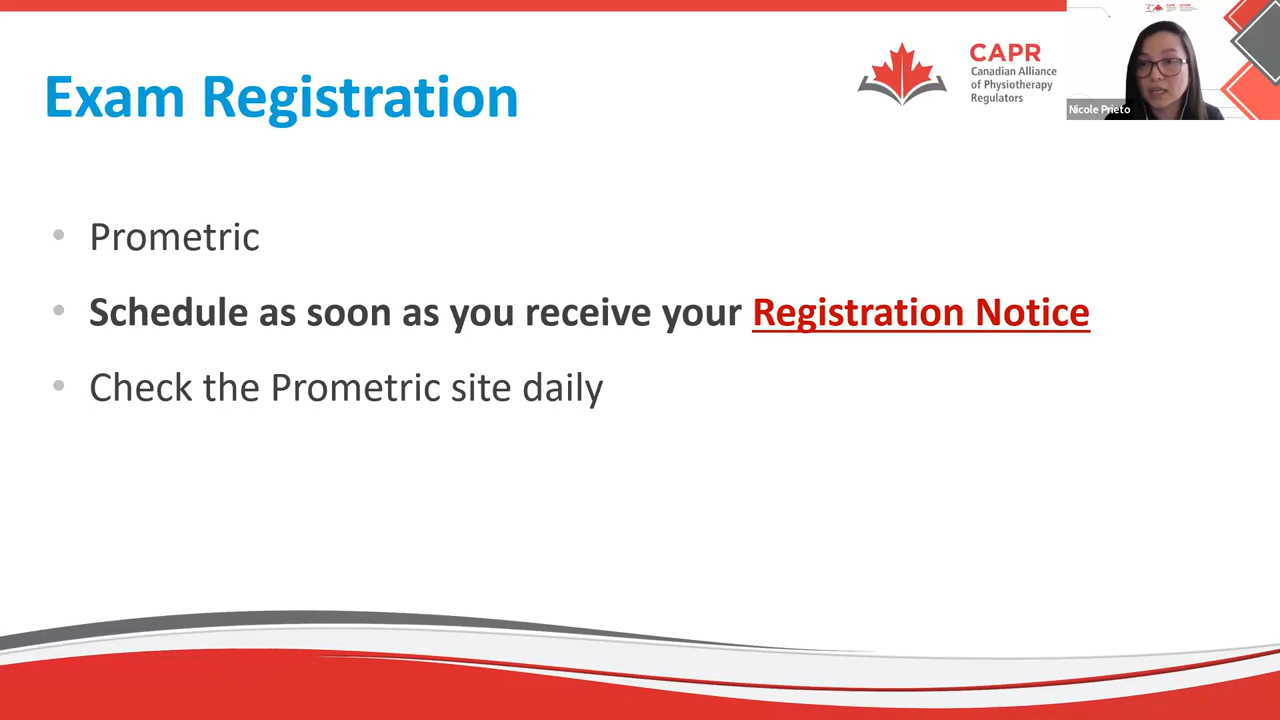 Exam Registration
CAPR
Canadian Alliance
of Physiotherapy
Regulators
Nicole Prieto
• Prometric
• Schedule as soon as you receive your Registration Notice
• Check the Prometric site daily